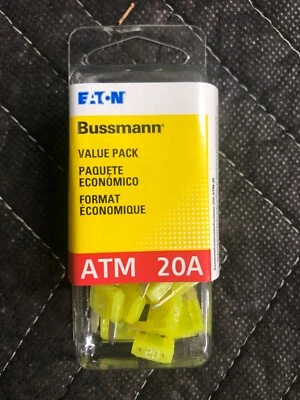 EATON
Bussmann®
VALUE PACK
PAQUETE
ECONÓMICO
FORMAT
ÉCONOMIQUE
ATM 20A